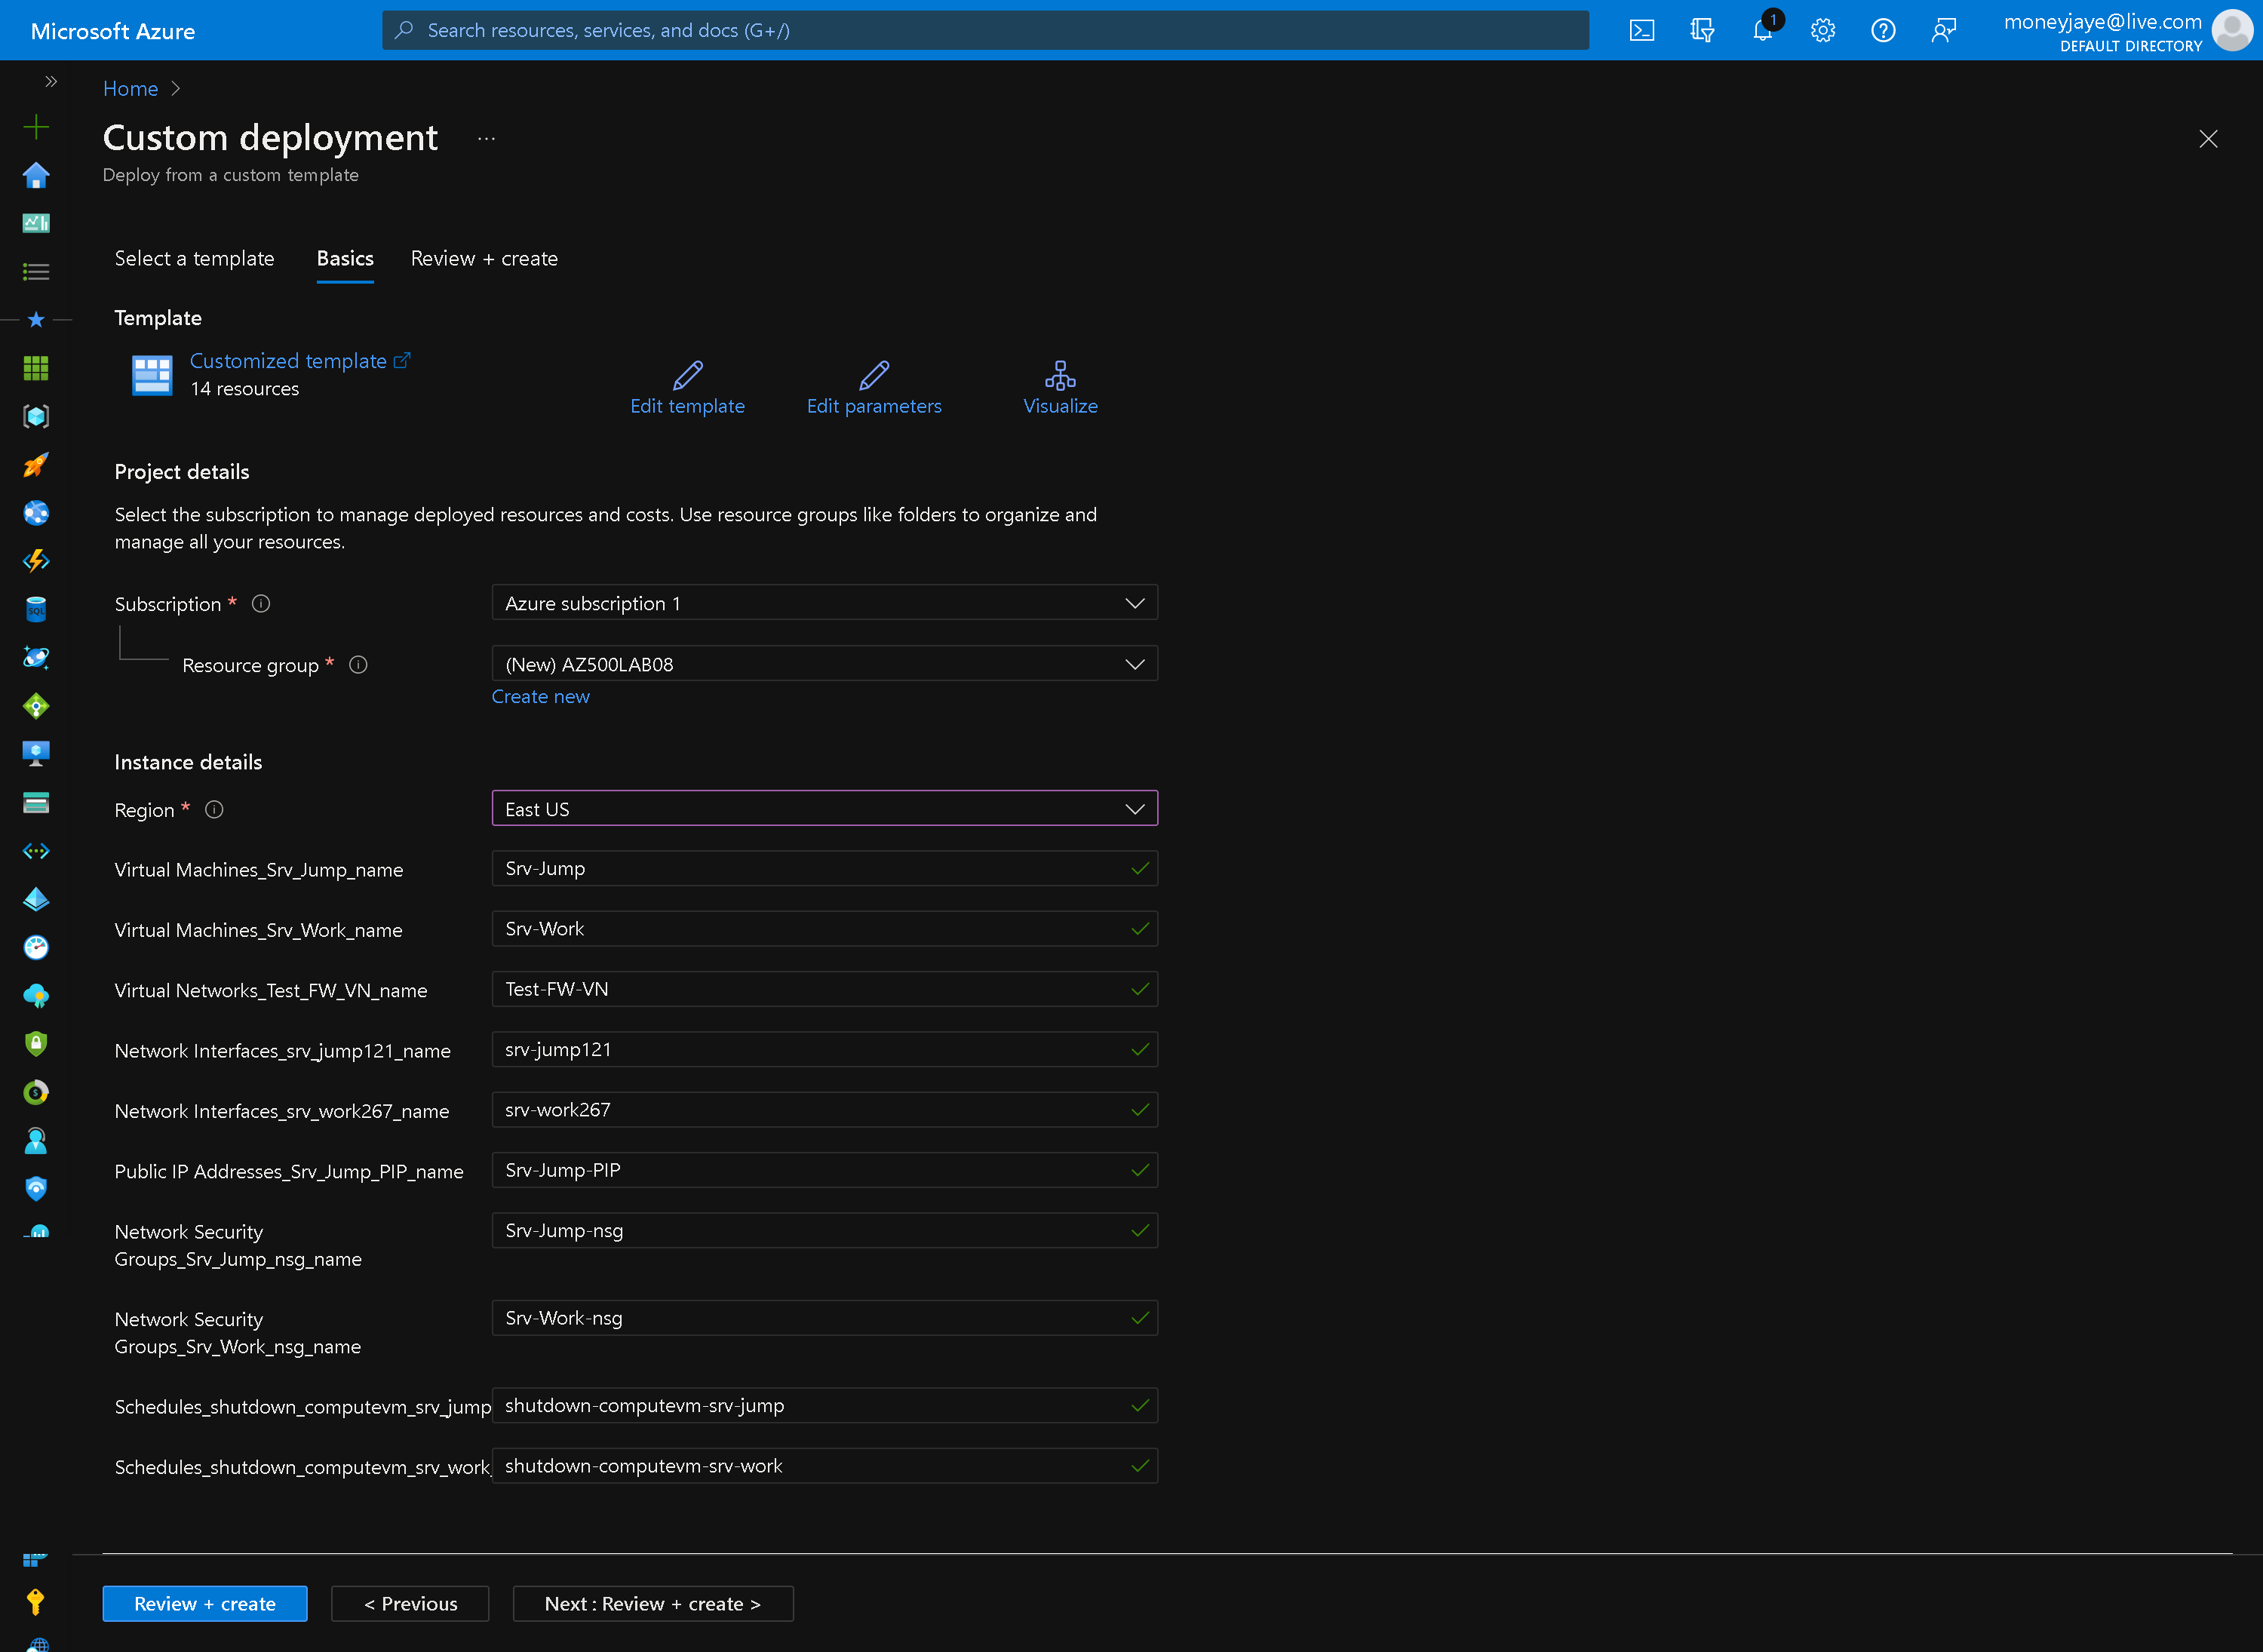 Microsoft Azure
Search resources, services, and docs (G+/)
1
moneyjaye@live.com
DEFAULT DIRECTORY
Home
Custom deployment
...
Deploy from a custom template
Select a template
Basics
Review + create
Template
Customized template
14 resources
Edit template
Edit parameters
Visualize
Project details
Select the subscription to manage deployed resources and costs. Use resource groups like folders to organize and
manage all your resources.
Subscription *
Azure subscription 1
Resource group *
(New) AZ500LAB08
Create new
Instance details
Region *
East US
Virtual Machines_Srv_Jump_name
Srv-Jump
Virtual Machines_Srv_Work_name
Srv-Work
Virtual Networks_Test_FW_VN_name
Test-FW-VN
Network Interfaces_srv_jump121_name
srv-jump121
Network Interfaces_srv_work267_name
srv-work267
Public IP Addresses_Srv_Jump_PIP_name
Srv-Jump-PIP
Network Security
Groups_Srv_Jump_nsg_name
Srv-Jump-nsg
Network Security
Groups_Srv_Work_nsg_name
Srv-Work-nsg
Schedules_shutdown_computevm_srv_jump
shutdown-computevm-srv-jump
Schedules_shutdown_computevm_srv_work_
shutdown-computevm-srv-work
Review + create
< Previous
Next : Review + create >